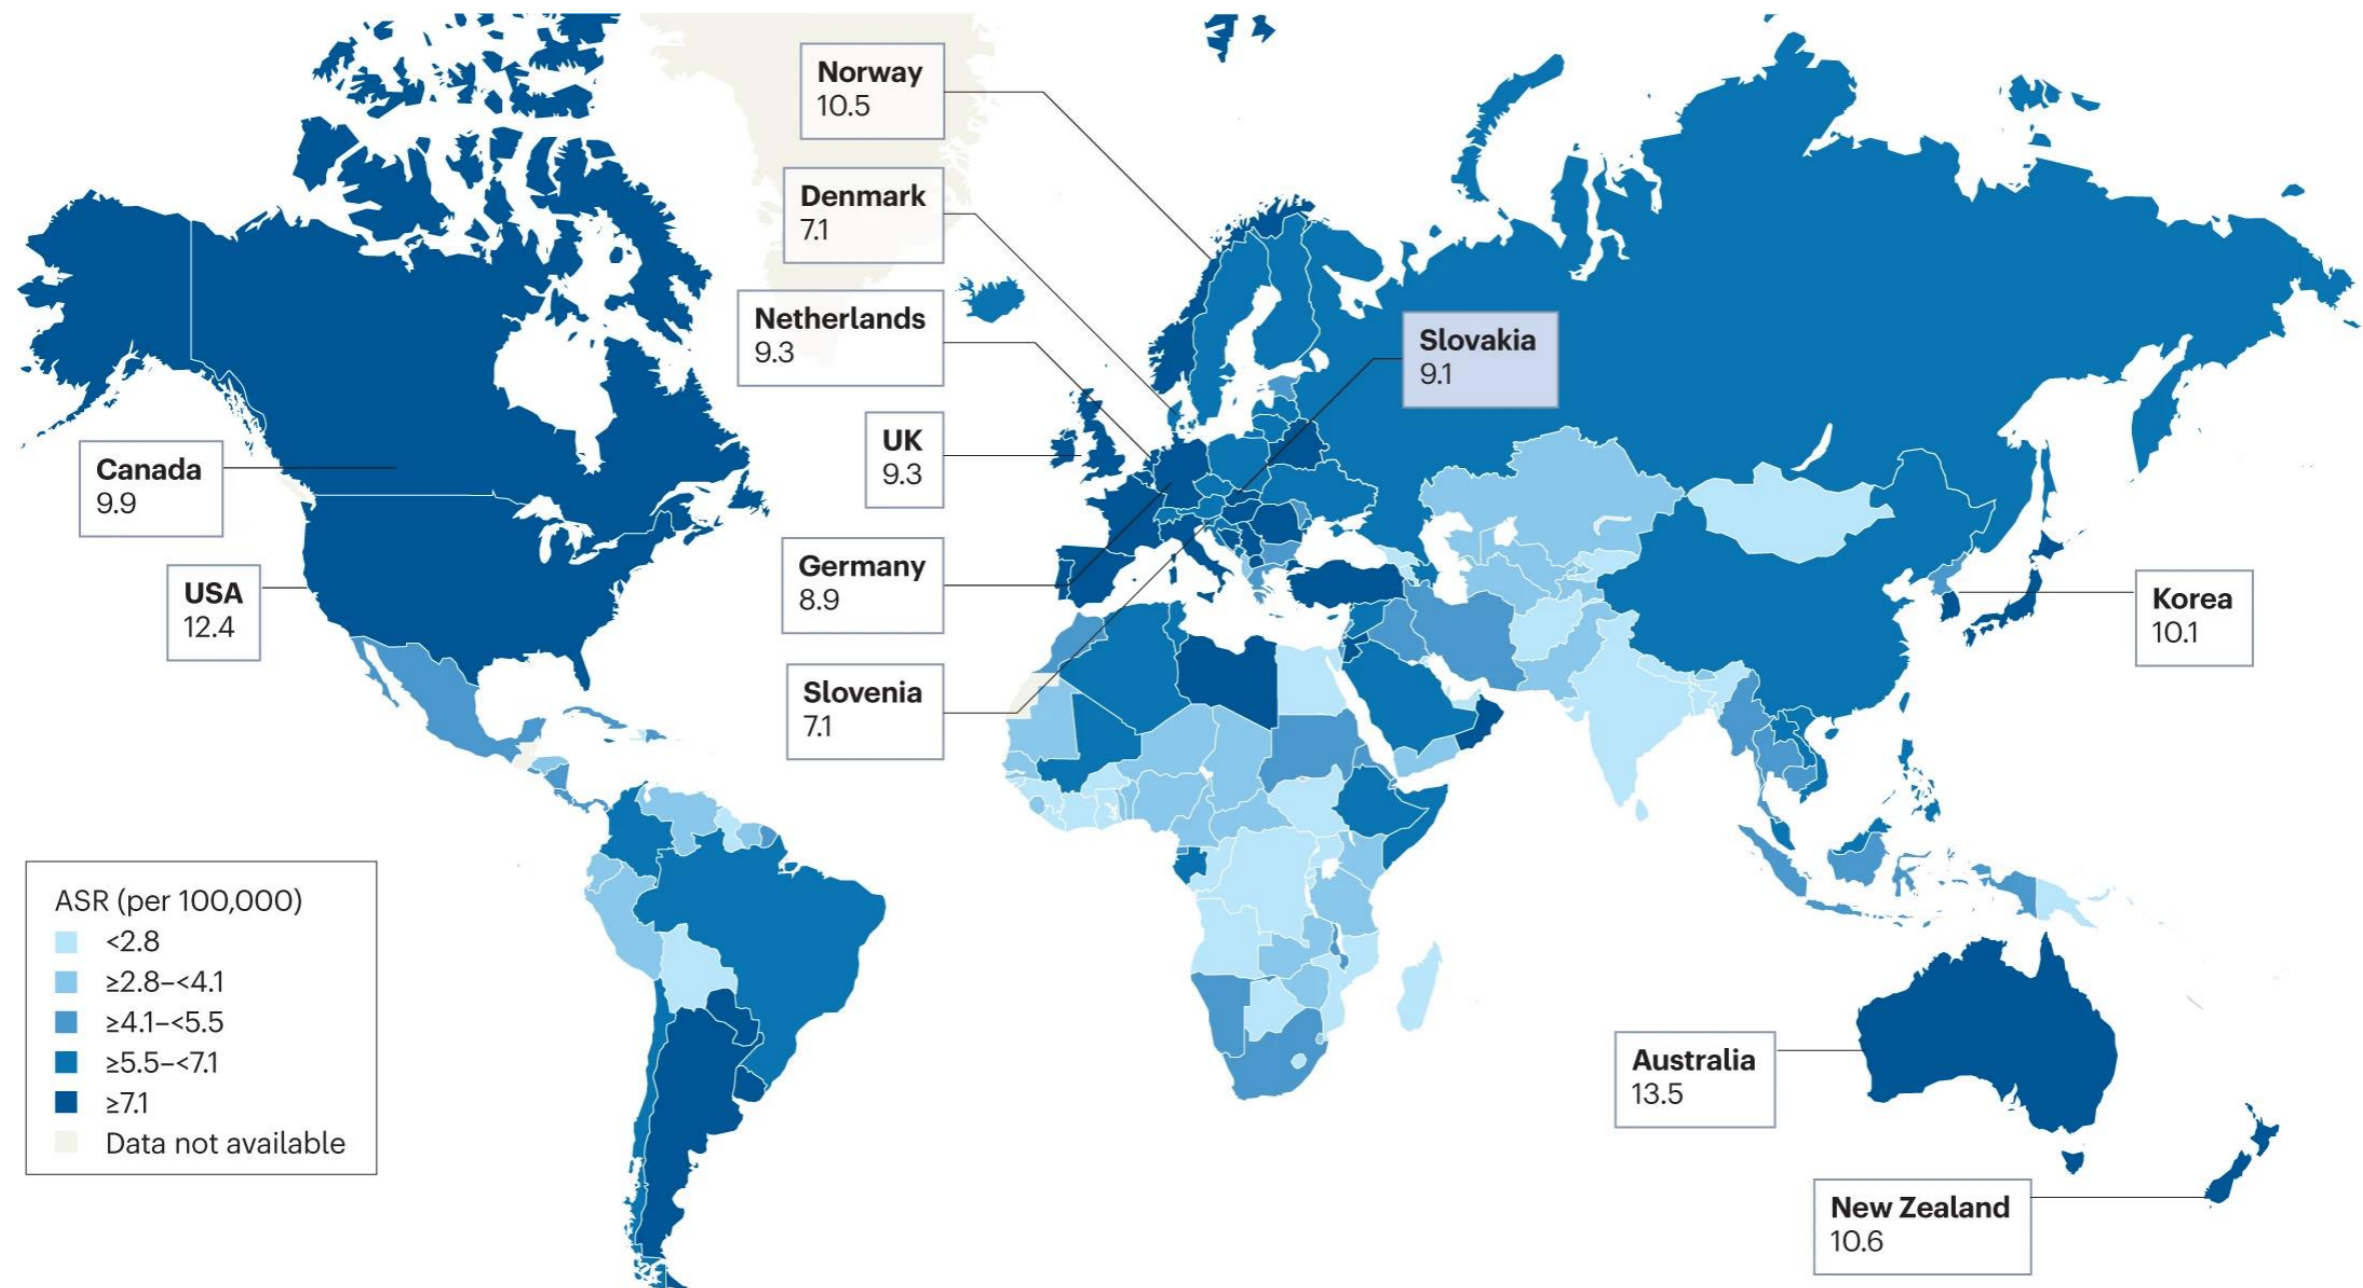 Norway
10.5
Denmark
7.1
Netherlands
9.3
Slovakia
9.1
UK
9.3
Canada
9.9
USA
12.4
Germany
8.9
Korea
10.1
Slovenia
7.1
ASR (per 100,000)
<2.8
≥2.8–<4.1
≥4.1–<5.5
≥5.5–<7.1
≥7.1
Data not available
Australia
13.5
New Zealand
10.6